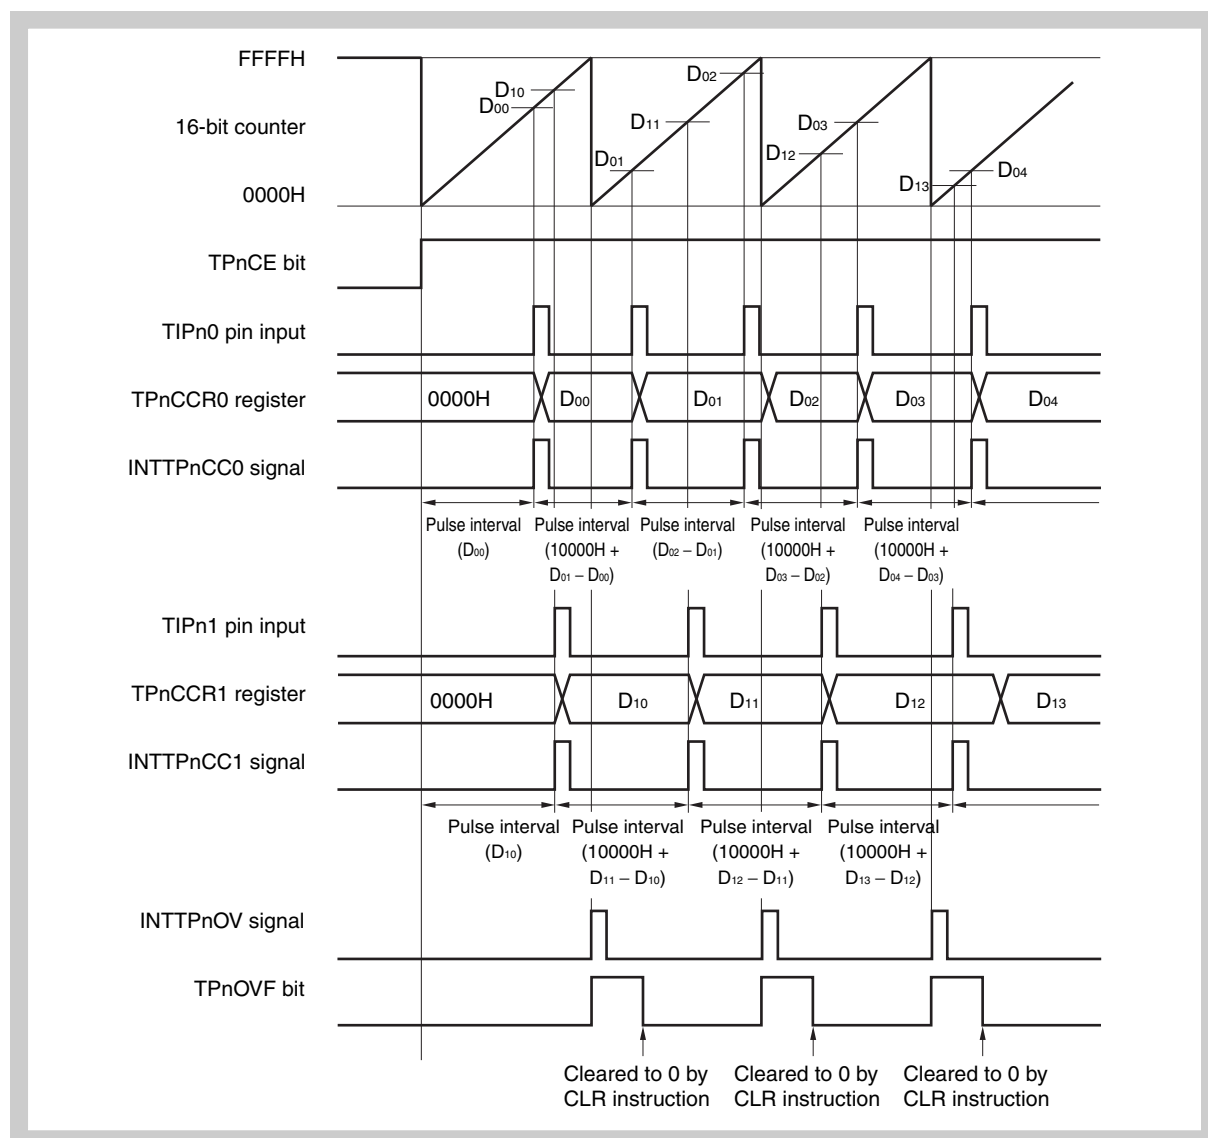 FFFFH
D10
D00
D02
16-bit counter
D11
D03
D01
D12
0000H
D13
D04
TPnCE bit
TIPn0 pin input
TPnCCR0 register
0000H
D00
D01
D02
D03
D04
INTTPnCC0 signal
Pulse interval
(D00)
Pulse interval
(10000H +
D01 – D00)
Pulse interval
(D02 – D01)
Pulse interval
(10000H +
D03 – D02)
Pulse interval
(10000H +
D04 – D03)
TIPn1 pin input
TPnCCR1 register
0000H
D10
D11
D12
D13
INTTPnCC1 signal
Pulse interval
(D10)
Pulse interval
(10000H +
D11 – D10)
Pulse interval
(10000H +
D12 – D11)
Pulse interval
(10000H +
D13 – D12)
INTTPnOV signal
TPnOVF bit
Cleared to 0 by
CLR instruction
Cleared to 0 by
CLR instruction
Cleared to 0 by
CLR instruction